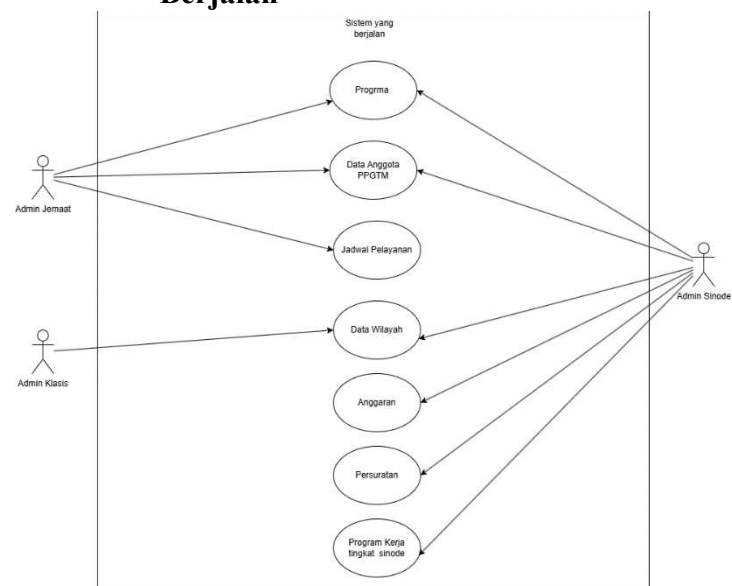 Berjalan
Sistem yang
berjalan
Progrma
Data Anggota
PPGTM
Admin Jemaat
Jadwal Pelayanan
Admin Sinode
Data Wilayah
Admin Klasis
Anggaran
Persuratan
Program Kerja
tingkat sinode